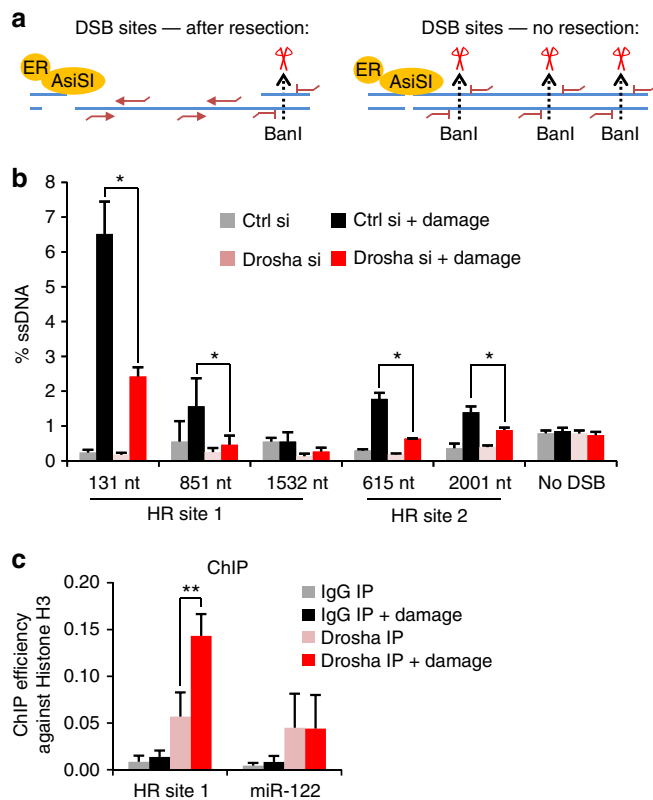 a
DSB sites — after resection:
DSB sites — no resection:
ER
AsiSI
BanI
ER
AsiSI
BanI
BanI
BanI
b
% ssDNA
8
7
6
5
4
3
2
1
0
*
*
*
*
Ctrl si
Ctrl si + damage
Drosha si
Drosha si + damage
131 nt
851 nt
1532 nt
615 nt
2001 nt
No DSB
HR site 1
HR site 2
c
ChIP
ChIP efficiency
against Histone H3
0.20
0.15
0.10
0.05
0.00
**
IgG IP
IgG IP + damage
Drosha IP
Drosha IP + damage
HR site 1
miR-122